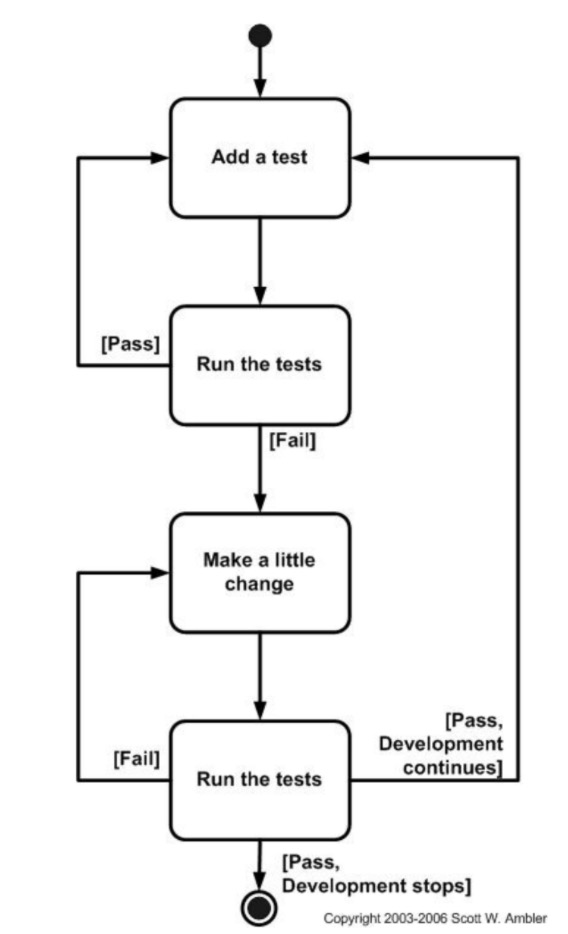 Add a test
[Pass]
Run the tests
[Fail]
Make a little
change
[Pass,
Development
continues]
[Fail]
Run the tests
[Pass,
Development stops]
Copyright 2003-2006 Scott W. Ambler